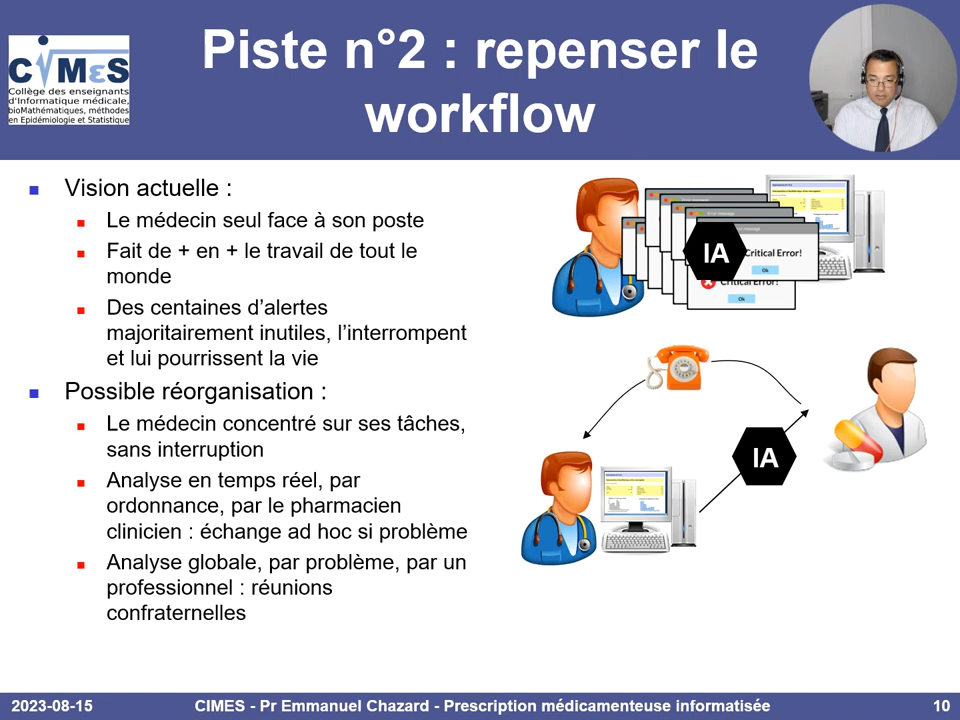 Piste n°2 : repenser le
workflow
CIMεS
Collège des enseignants
d'Informatique médicale,
bioMathématiques, méthodes
en Epidémiologie et Statistique
Vision actuelle :
Le médecin seul face à son poste
Fait de + en + le travail de tout le
monde
Des centaines d'alertes
majoritairement inutiles, l'interrompent
et lui pourrissent la vie
Possible réorganisation :
Le médecin concentré sur ses tâches,
sans interruption
Analyse en temps réel, par
ordonnance, par le pharmacien
clinicien : échange ad hoc si problème
Analyse globale, par problème, par un
professionnel : réunions
confraternelles
Error message
IA
Critical Error!
Ok
Critical Error!
Ok
IA
2023-08-15
CIMES - Pr Emmanuel Chazard - Prescription médicamenteuse informatisée
10